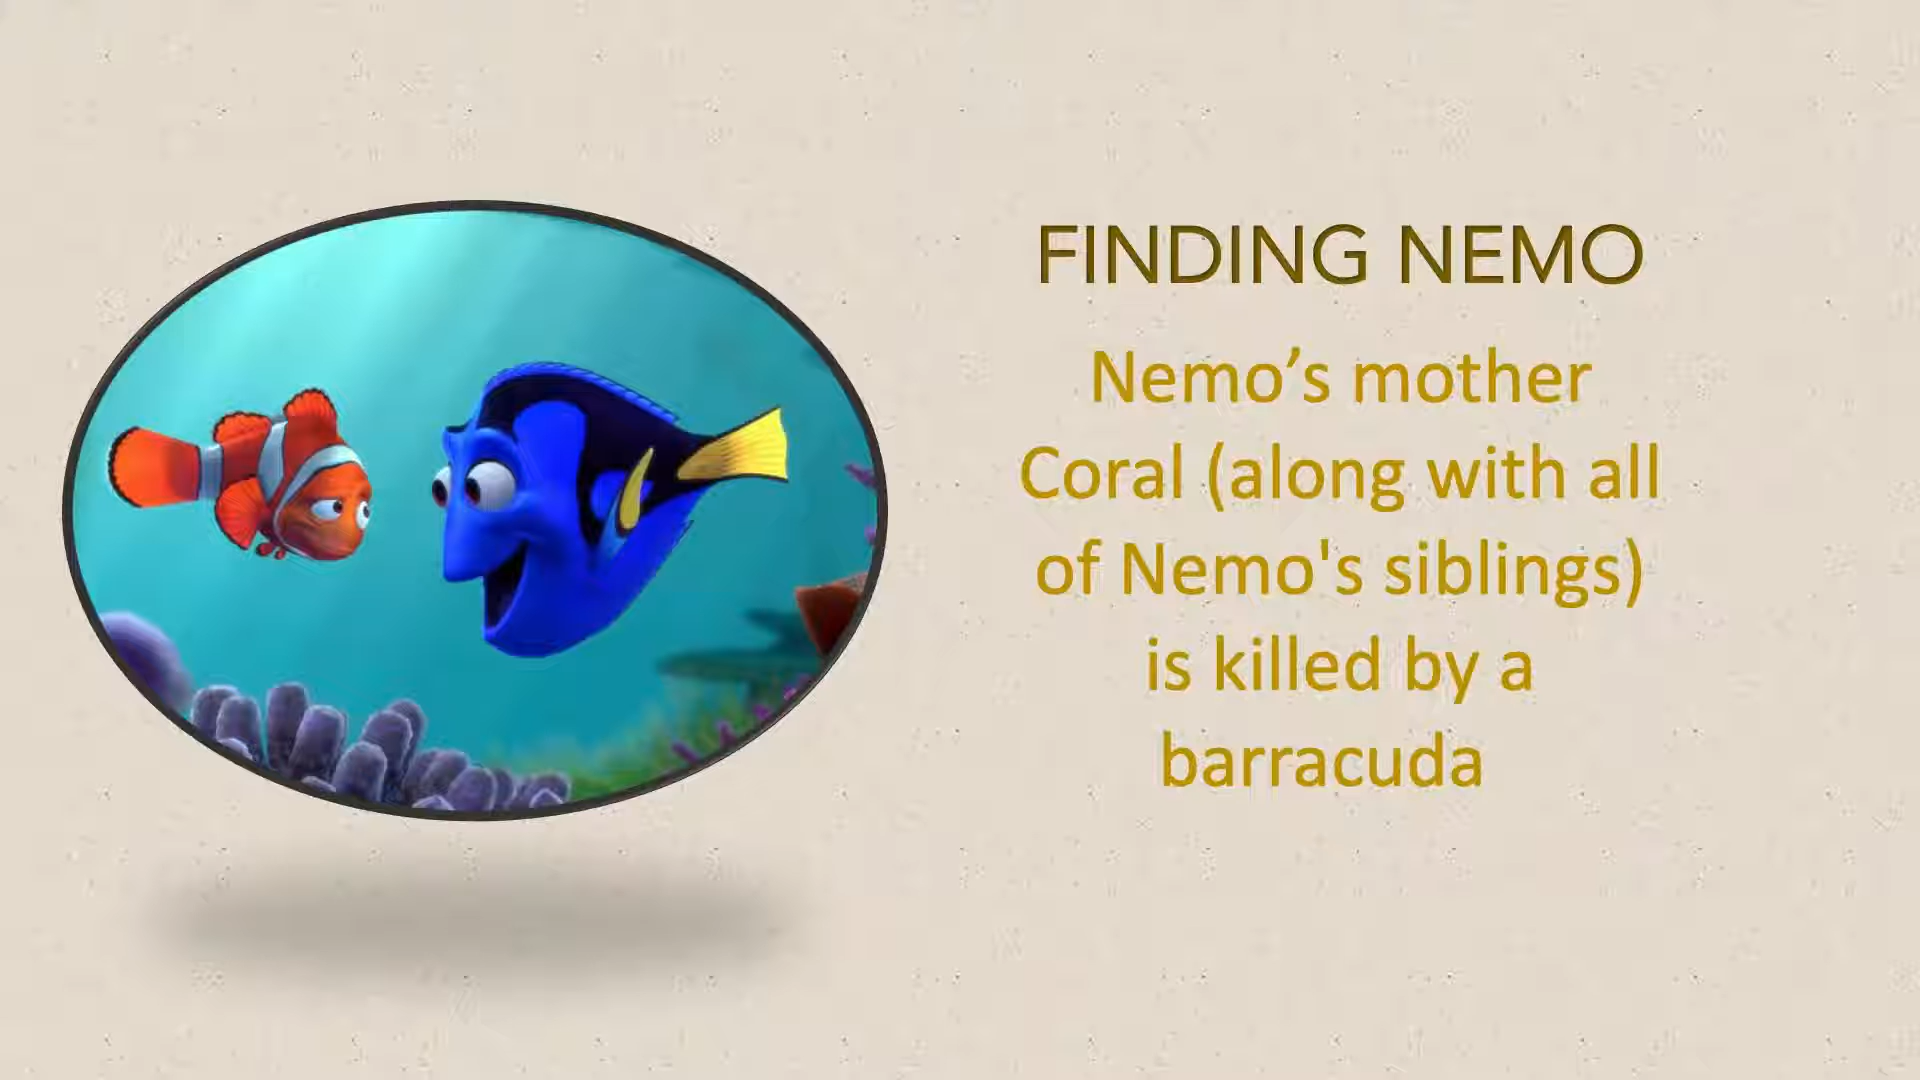 FINDING NEMO
Nemo’s mother
Coral (along with all
of Nemo's siblings)
is killed by a
barracuda